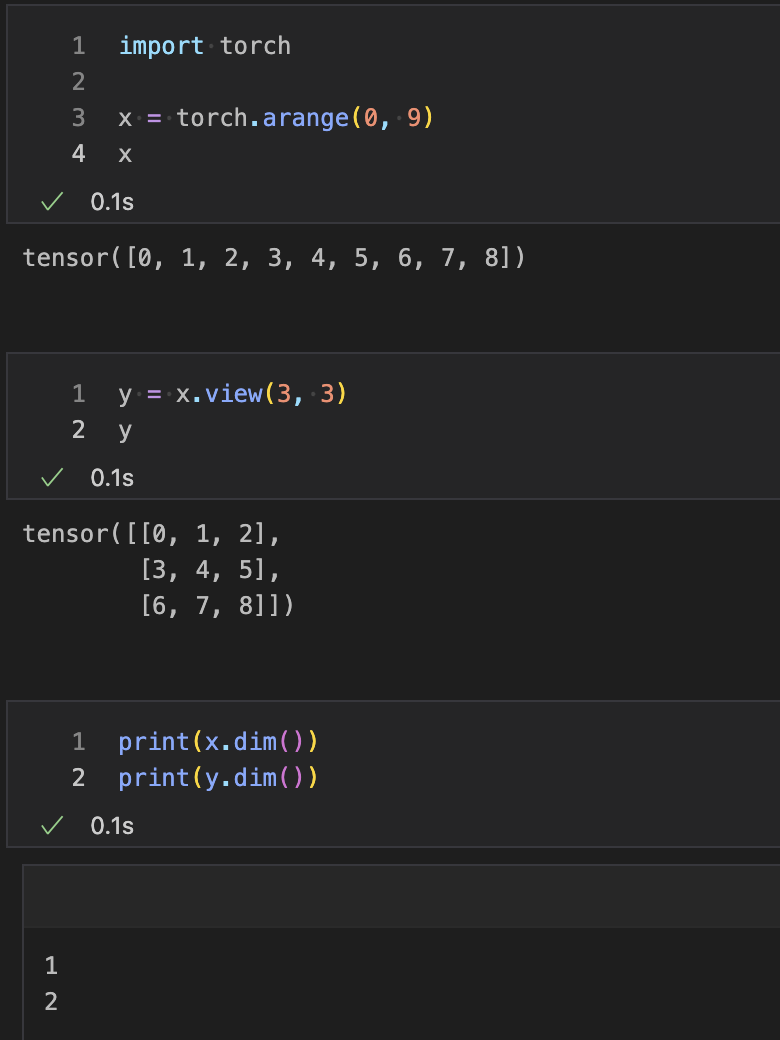 1 import torch
2
3 x = torch.arange(0, 9)
4 x
0.1s
tensor([0, 1, 2, 3, 4, 5, 6, 7, 8])
1 y = x.view(3, 3)
2 y
0.1s
tensor([[0, 1, 2],
[3, 4, 5],
[6, 7, 8]])
1 print(x.dim())
2 print(y.dim())
0.1s
1
2